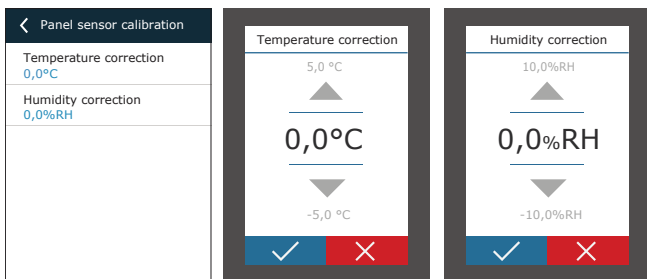 Panel sensor calibration
Temperature correction
0,0°C
Humidity correction
0,0%RH
Temperature correction
5,0 °C
0,0°C
-5,0 °C
Humidity correction
10,0%RH
0,0%RH
-10,0%RH